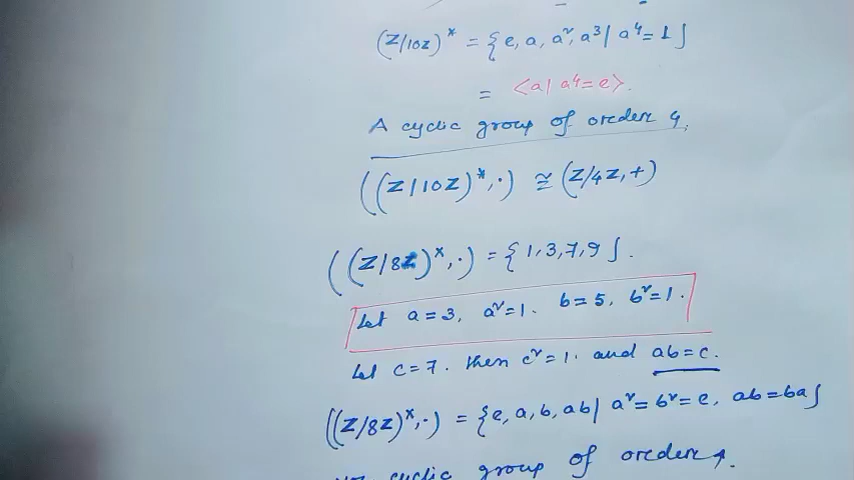 (Z/10Z)* = {e, a, a², a³ | a⁴ = 1}
= <a | a⁴ = e>.
A cyclic group of order 4,
((Z/10Z)*, ·) ≅ (Z/4Z, +)
((Z/8Z)ˣ, ·) = {1, 3, 7, 9}.
Let a = 3, a² = 1. b = 5, b² = 1.
Let c = 7. then c² = 1. and ab = c.
((Z/8Z)ˣ, ·) = {e, a, b, ab | a² = b² = e, ab = ba}
cyclic group of order 4.